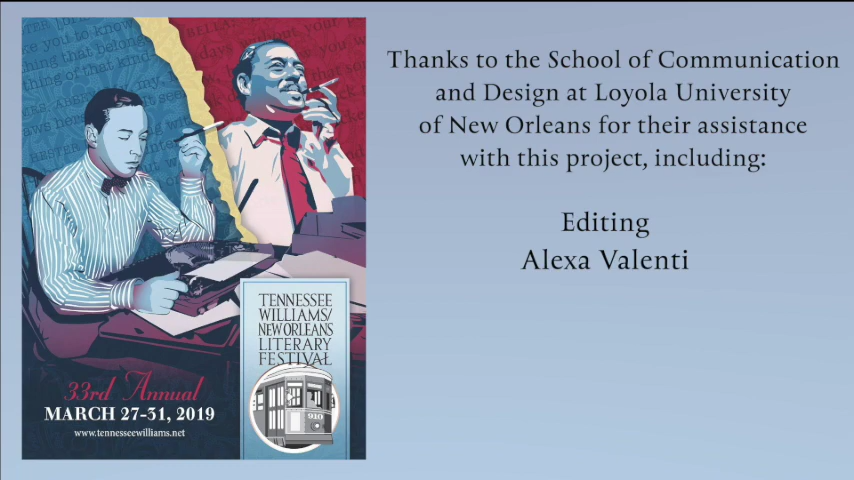 TENNESSEE
WILLIAMS/
NEW ORLEANS
LITERARY
FESTIVAL
910
33rd Annual
MARCH 27-31, 2019
www.tennesseewilliams.net
Thanks to the School of Communication
and Design at Loyola University
of New Orleans for their assistance
with this project, including:
Editing
Alexa Valenti